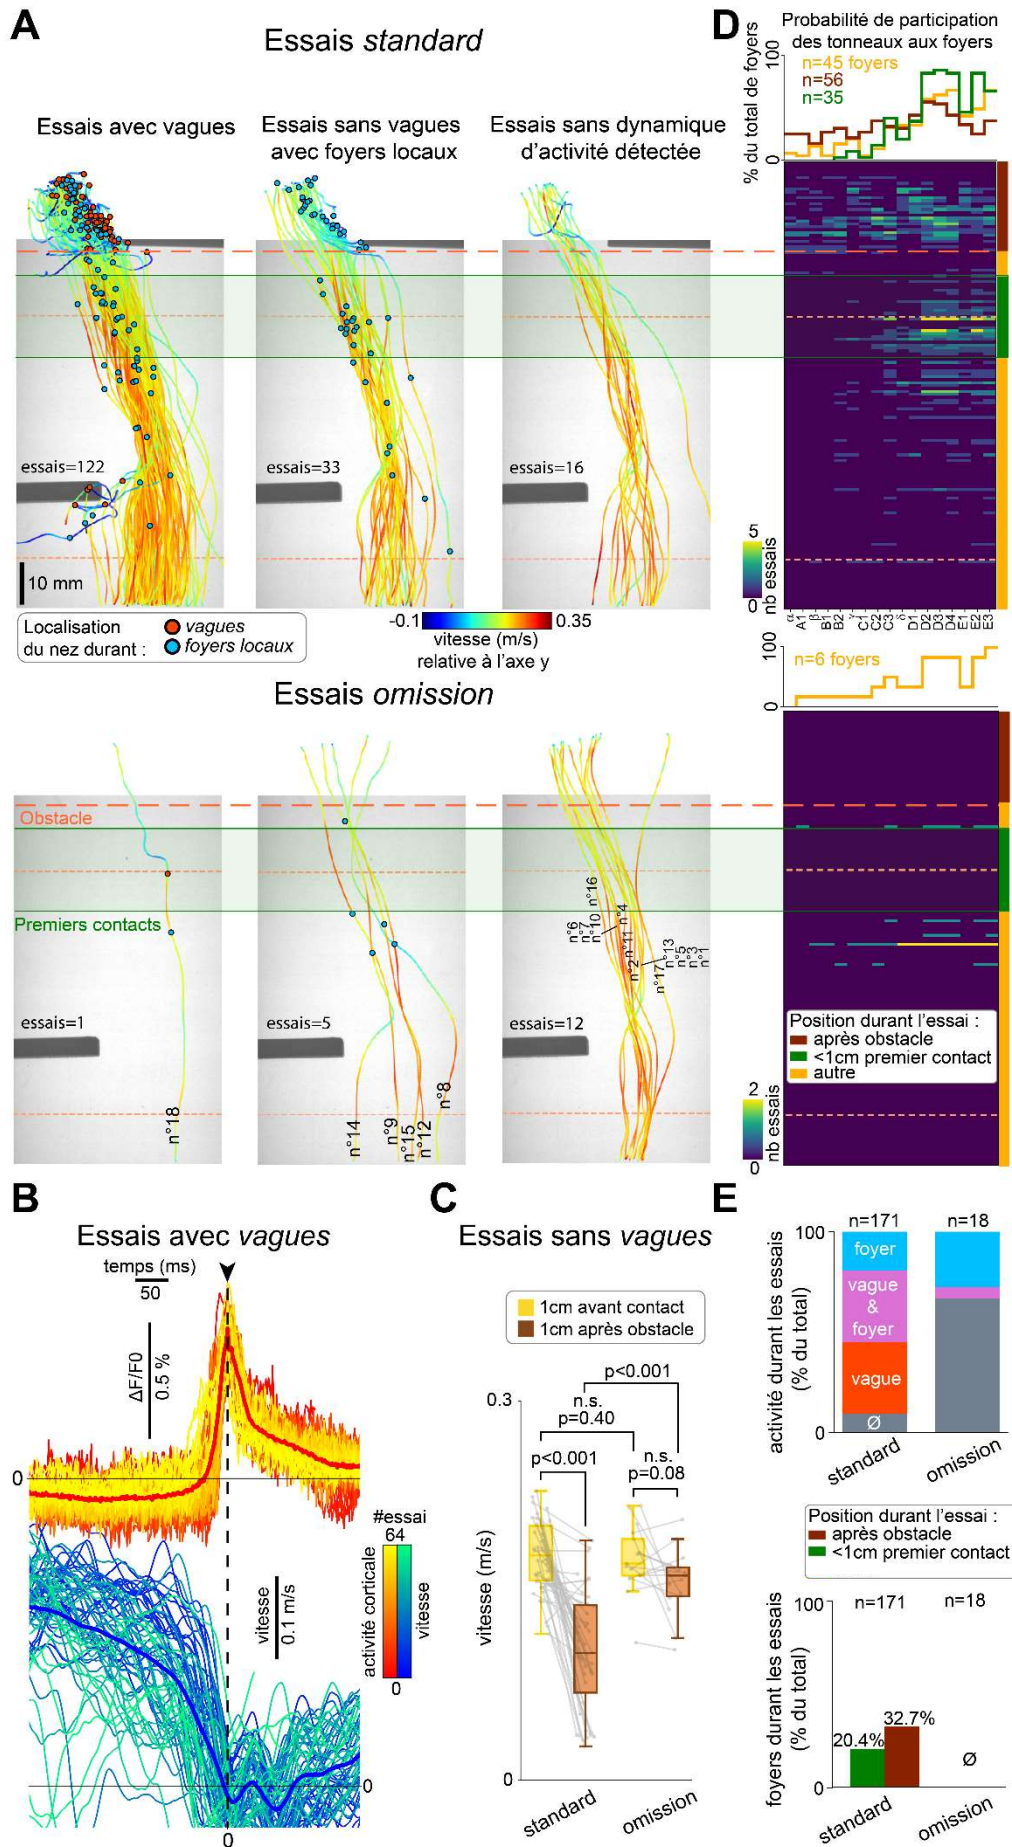 A
Essais standard
Essais avec vagues
Essais sans vagues
avec foyers locaux
Essais sans dynamique
d'activité détectée
essais=122
essais=33
essais=16
10 mm
Localisation
du nez durant :
vagues
foyers locaux
-0.1
0.35
vitesse (m/s)
relative à l'axe y
Essais omission
Obstacle
Premiers contacts
essais=1
essais=5
essais=12
n°18
n°14
n°9
n°15
n°12
n°8
n°16
n°6
n°7
n°10
n°4
n°11
n°2
n°17
n°13
n°5
n°3
n°1
D
Probabilité de participation
des tonneaux aux foyers
% du total de foyers
100
0
n=45 foyers
n=56
n=35
5
0
nb essais
α
A1
β
B1
B2
γ
C1
C2
C3
δ
D1
D2
D3
D4
E1
E2
E3
100
0
n=6 foyers
Position durant l'essai :
après obstacle
<1cm premier contact
autre
2
0
nb essais
B
Essais avec vagues
temps (ms)
50
ΔF/F0
0.5 %
0
#essai
64
activité corticale
vitesse
0
vitesse
0.1 m/s
0
0
C
Essais sans vagues
1cm avant contact
1cm après obstacle
p<0.001
n.s.
p=0.40
p<0.001
n.s.
p=0.08
0.3
vitesse (m/s)
0
standard
omission
E
n=171
n=18
100
0
activité durant les essais
(% du total)
foyer
vague
&
foyer
vague
Ø
standard
omission
Position durant l'essai :
après obstacle
<1cm premier contact
n=171
n=18
100
0
foyers durant les essais
(% du total)
20.4%
32.7%
Ø
standard
omission